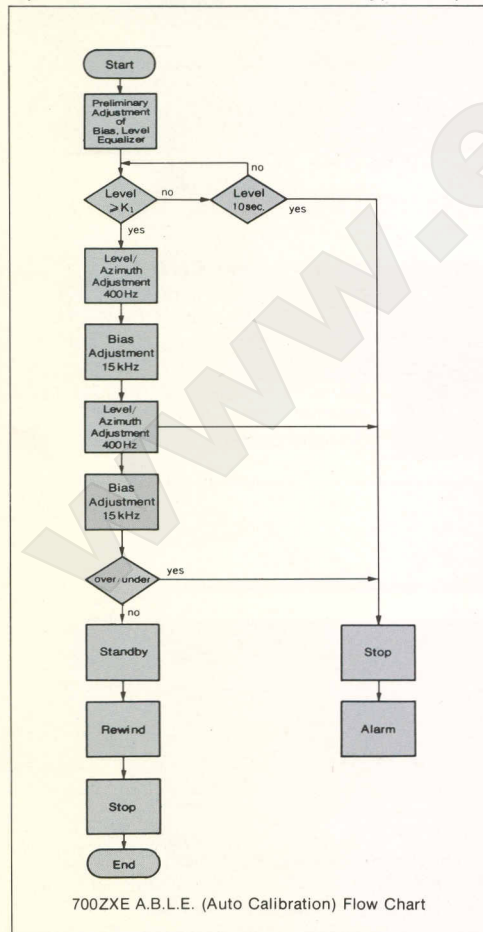 Start
Preliminary
Adjustment
of
Bias, Level
Equalizer
no
Level
≥K₁
no
Level
10sec.
yes
yes
Level/
Azimuth
Adjustment
400Hz
Bias
Adjustment
15kHz
Level/
Azimuth
Adjustment
400Hz
Bias
Adjustment
15kHz
over/under
yes
no
Standby
Stop
Rewind
Alarm
Stop
End
700ZXE A.B.L.E. (Auto Calibration) Flow Chart
www.e